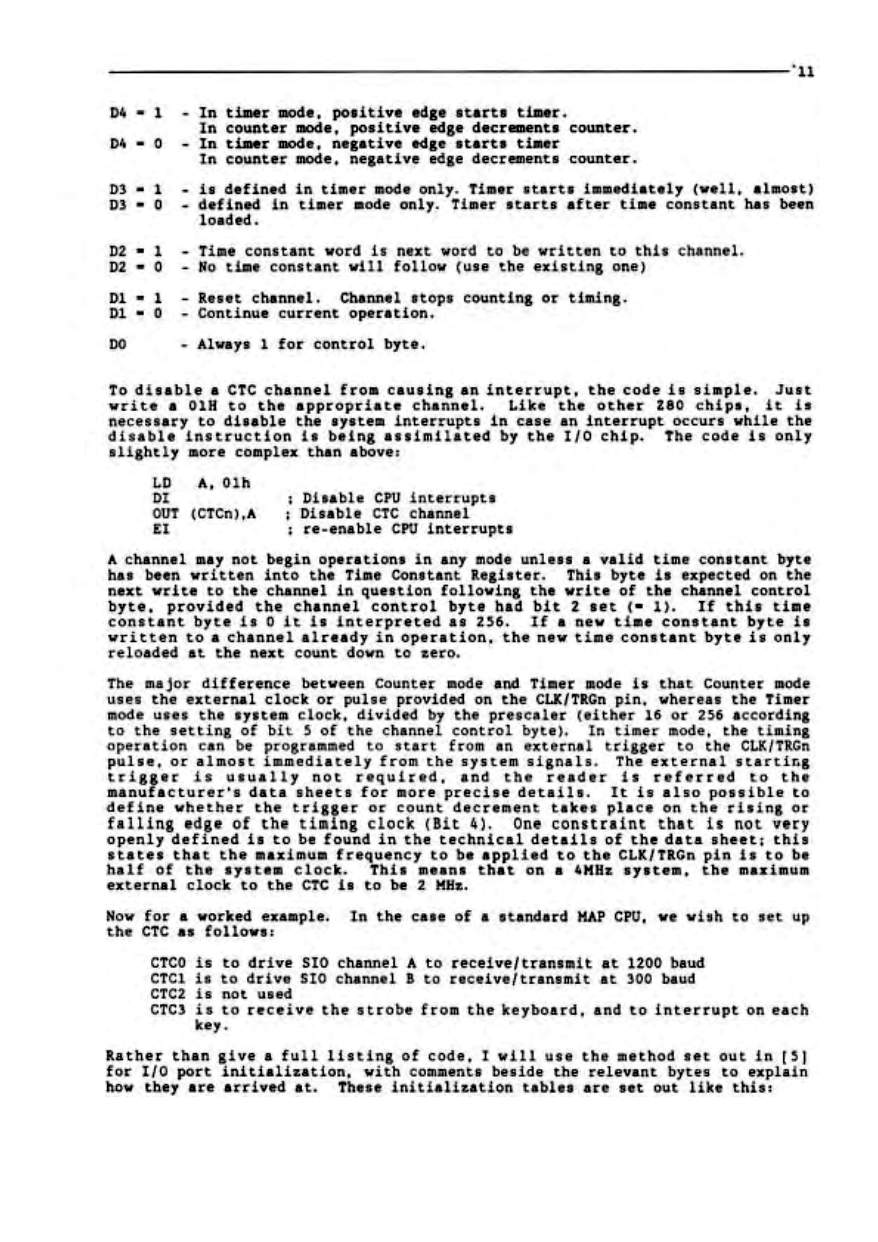 '11
D4 = 1 - In timer mode, positive edge starts timer.
In counter mode, positive edge decrements counter.
D4 = 0 - In timer mode, negative edge starts timer
In counter mode, negative edge decrements counter.
D3 = 1 - is defined in timer mode only. Timer starts immediately (well, almost)
D3 = 0 - defined in timer mode only. Timer starts after time constant has been
loaded.
D2 = 1 - Time constant word is next word to be written to this channel.
D2 = 0 - No time constant will follow (use the existing one)
D1 = 1 - Reset channel. Channel stops counting or timing.
D1 = 0 - Continue current operation.
D0 - Always 1 for control byte.
To disable a CTC channel from causing an interrupt, the code is simple. Just
write a 01H to the appropriate channel. Like the other Z80 chips, it is
necessary to disable the system interrupts in case an interrupt occurs while the
disable instruction is being assimilated by the I/O chip. The code is only
slightly more complex than above:
LD A, 01h
DI ; Disable CPU interrupts
OUT (CTCn),A ; Disable CTC channel
EI ; re-enable CPU interrupts
A channel may not begin operations in any mode unless a valid time constant byte
has been written into the Time Constant Register. This byte is expected on the
next write to the channel in question following the write of the channel control
byte, provided the channel control byte had bit 2 set (= 1). If this time
constant byte is 0 it is interpreted as 256. If a new time constant byte is
written to a channel already in operation, the new time constant byte is only
reloaded at the next count down to zero.
The major difference between Counter mode and Timer mode is that Counter mode
uses the external clock or pulse provided on the CLK/TRGn pin, whereas the Timer
mode uses the system clock, divided by the prescaler (either 16 or 256 according
to the setting of bit 5 of the channel control byte). In timer mode, the timing
operation can be programmed to start from an external trigger to the CLK/TRGn
pulse, or almost immediately from the system signals. The external starting
trigger is usually not required, and the reader is referred to the
manufacturer's data sheets for more precise details. It is also possible to
define whether the trigger or count decrement takes place on the rising or
falling edge of the timing clock (Bit 4). One constraint that is not very
openly defined is to be found in the technical details of the data sheet; this
states that the maximum frequency to be applied to the CLK/TRGn pin is to be
half of the system clock. This means that on a 4MHz system, the maximum
external clock to the CTC is to be 2 MHz.
Now for a worked example. In the case of a standard MAP CPU, we wish to set up
the CTC as follows:
CTC0 is to drive SIO channel A to receive/transmit at 1200 baud
CTC1 is to drive SIO channel B to receive/transmit at 300 baud
CTC2 is not used
CTC3 is to receive the strobe from the keyboard, and to interrupt on each
key.
Rather than give a full listing of code, I will use the method set out in [5]
for I/O port initialization, with comments beside the relevant bytes to explain
how they are arrived at. These initialization tables are set out like this: